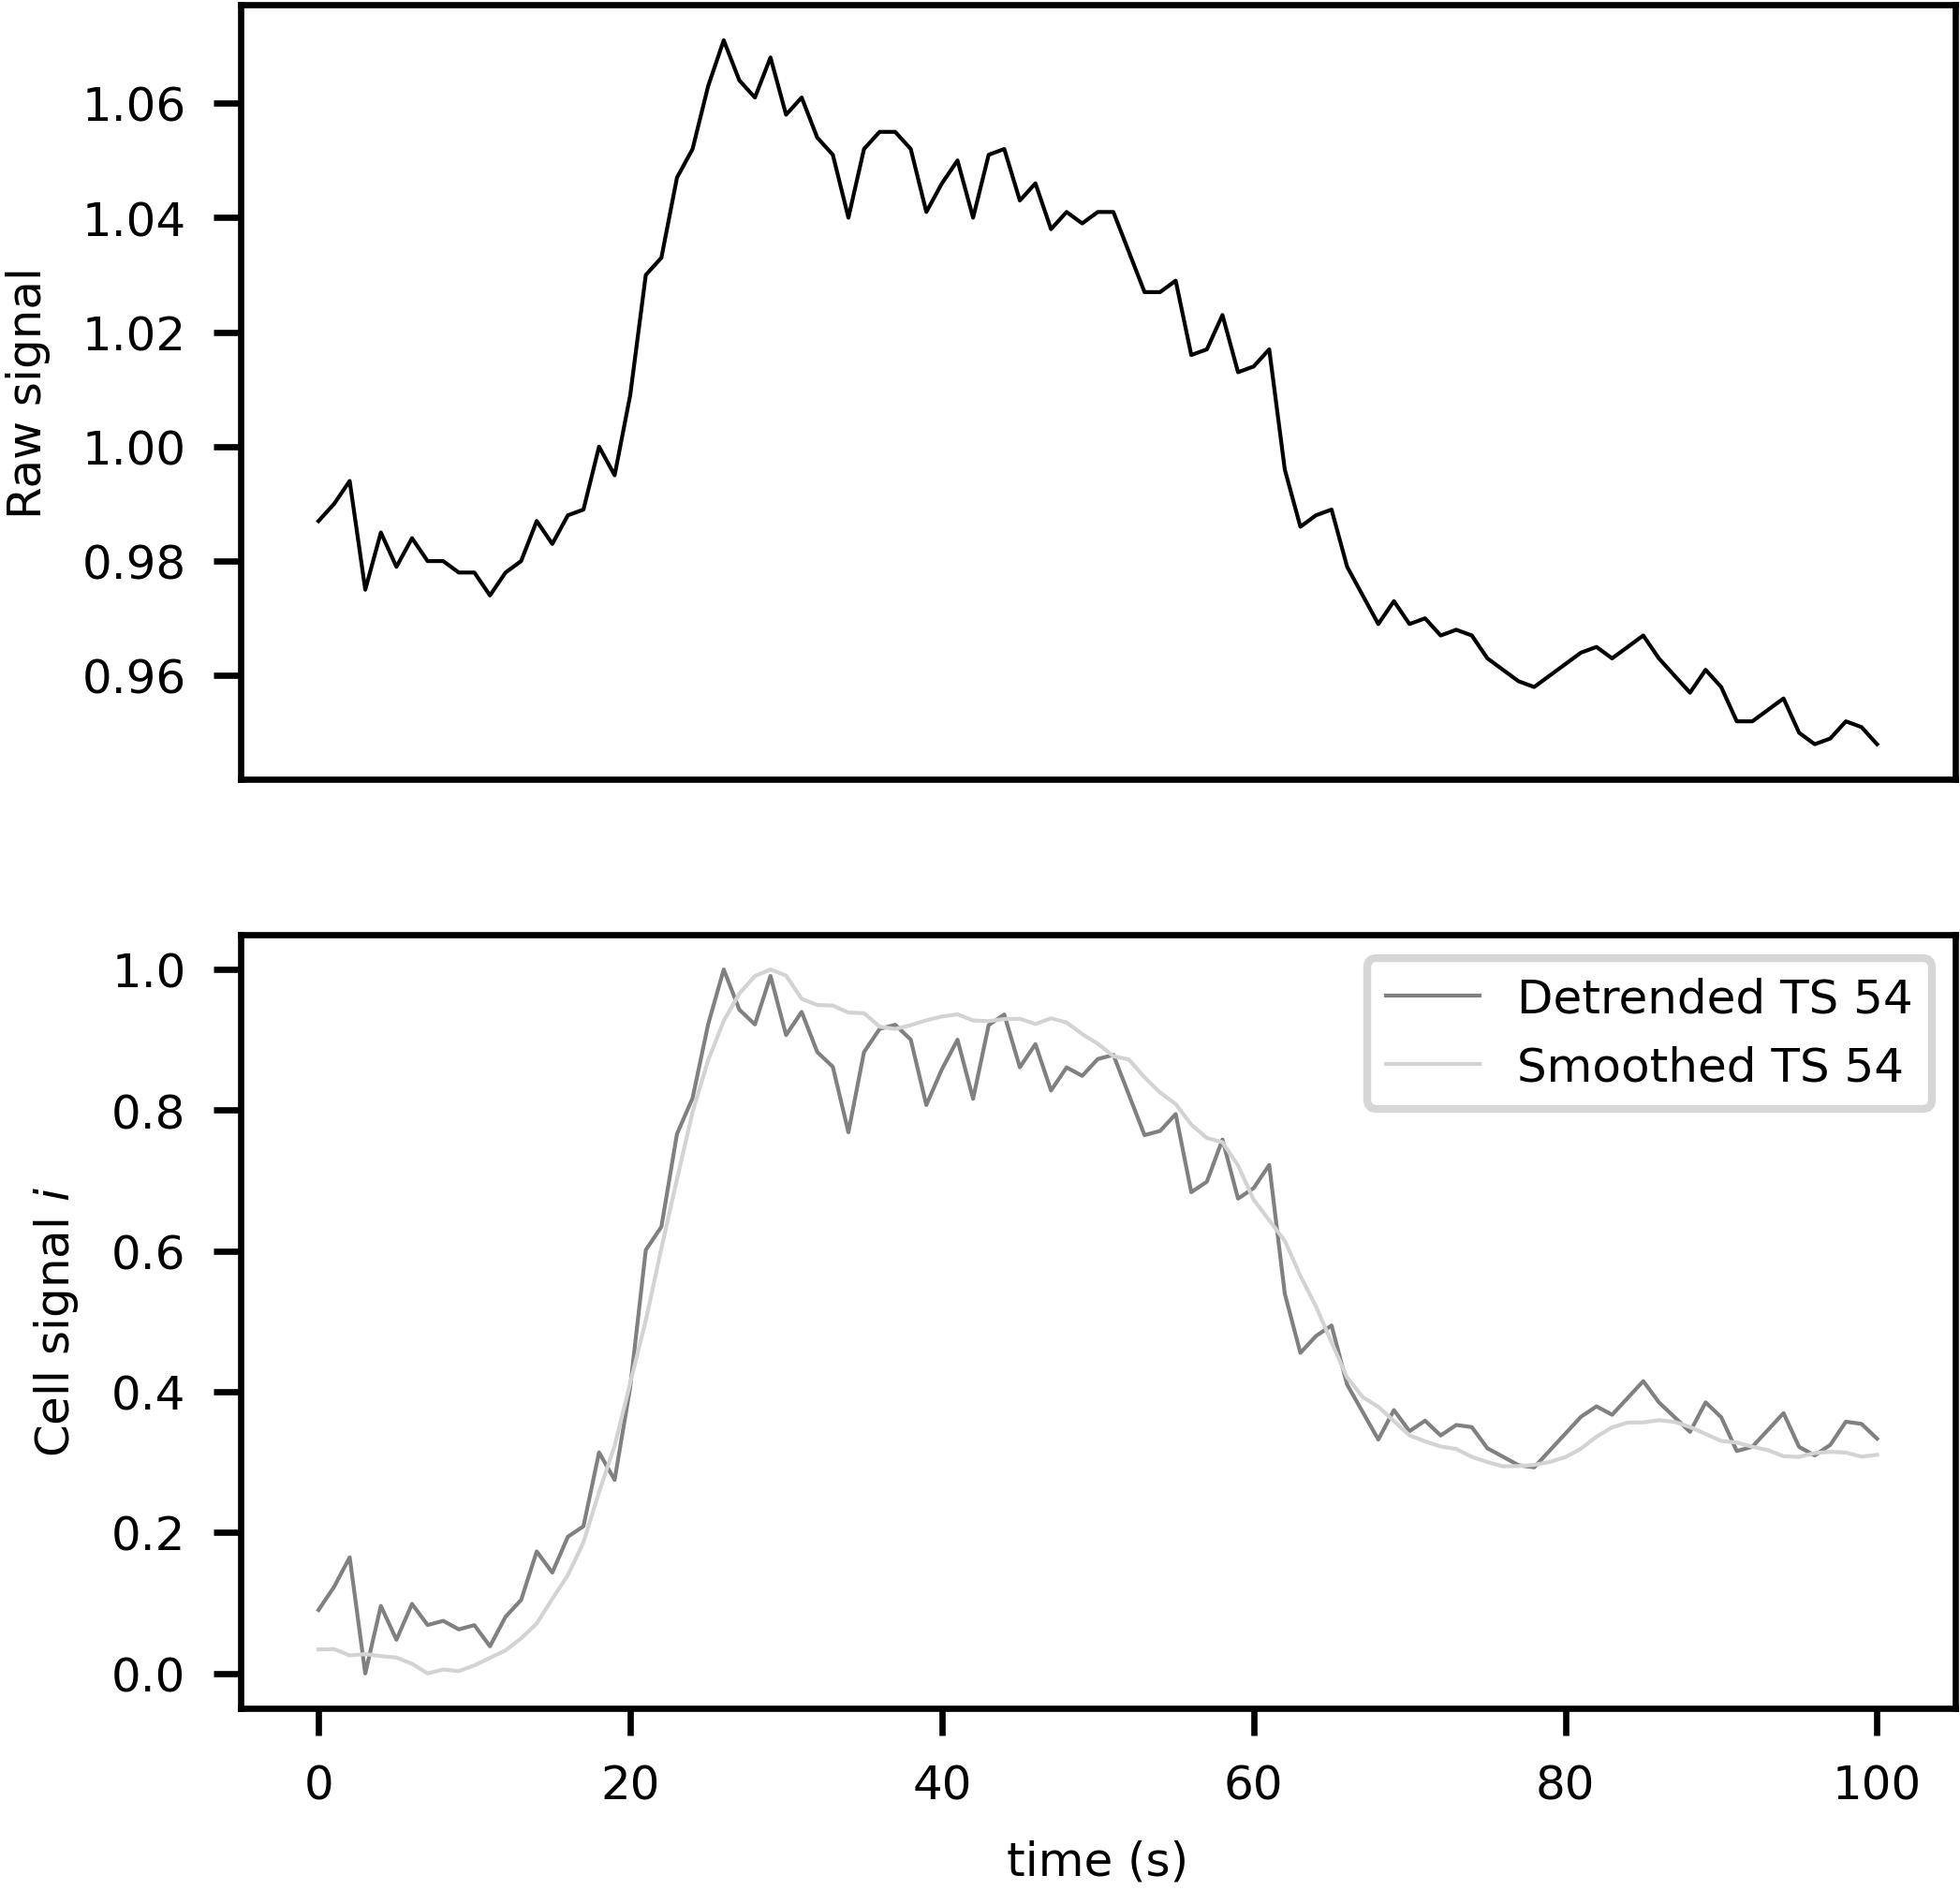 Raw signal
1.06
1.04
1.02
1.00
0.98
0.96
Cell signal i
1.0
0.8
0.6
0.4
0.2
0.0
Detrended TS 54
Smoothed TS 54
0 20 40 60 80 100
time (s)